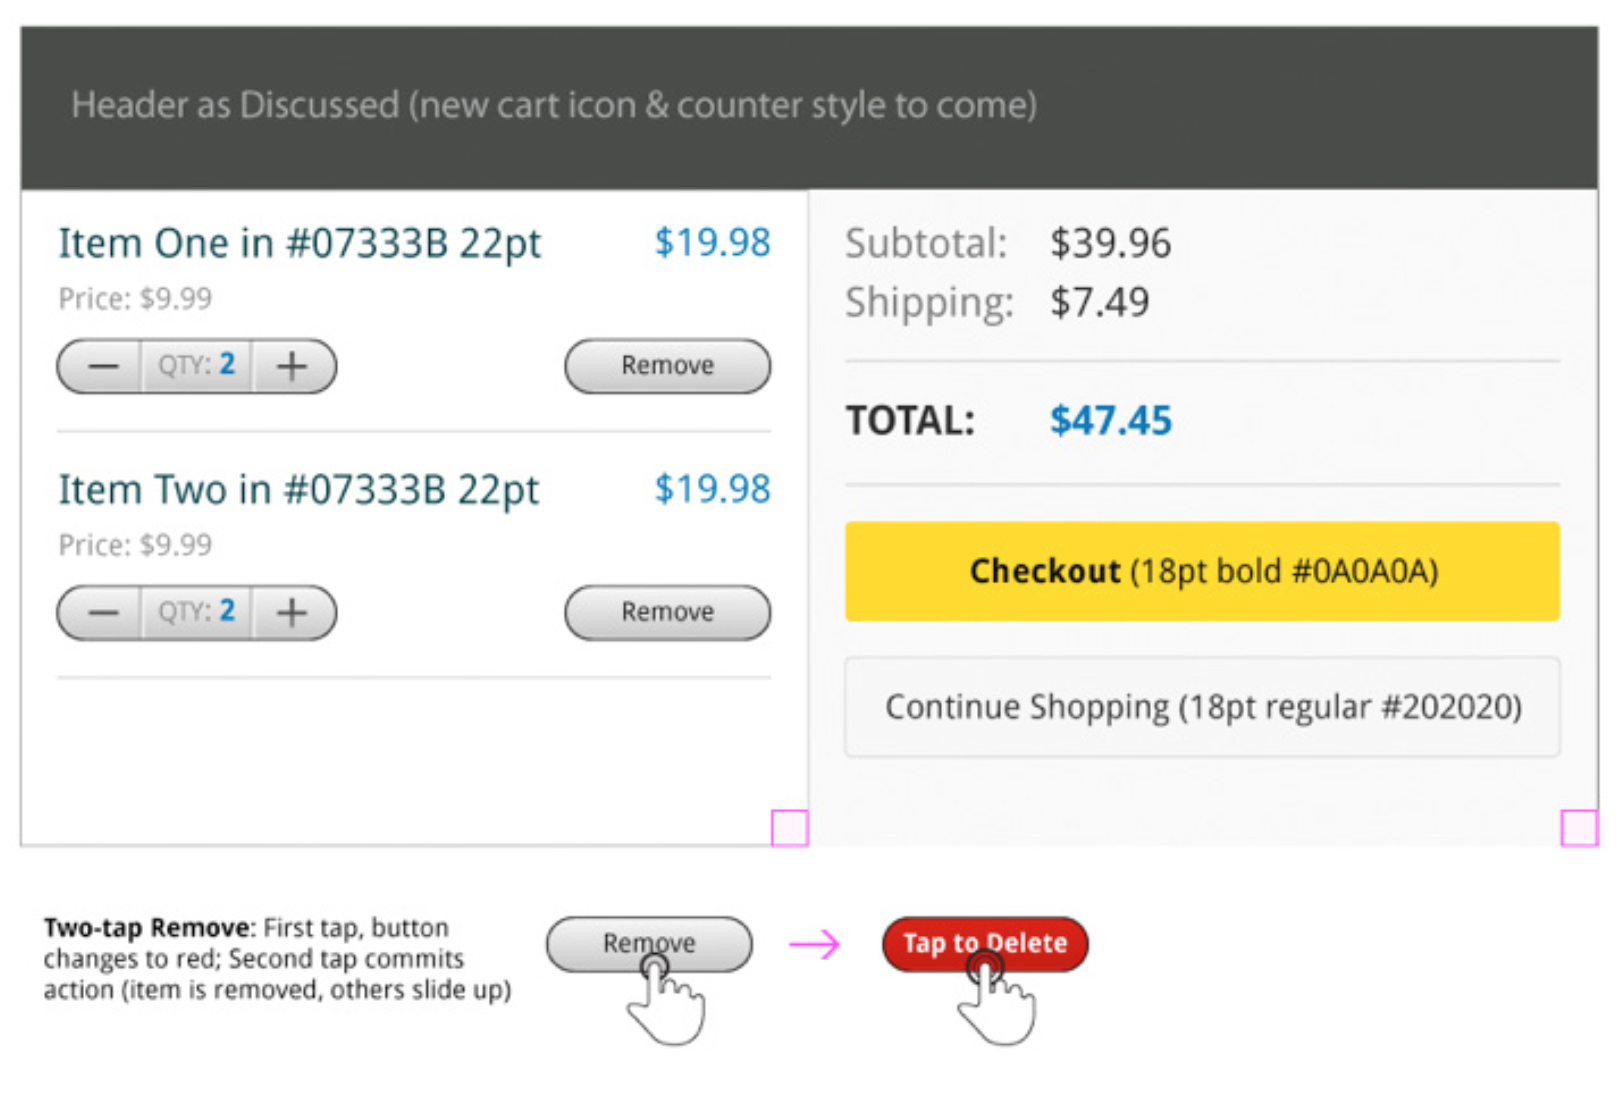 Header as Discussed (new cart icon & counter style to come)
Item One in #07333B 22pt $19.98
Price: $9.99
QTY: 2 Remove
Item Two in #07333B 22pt $19.98
Price: $9.99
QTY: 2 Remove
Subtotal: $39.96
Shipping: $7.49
TOTAL: $47.45
Checkout (18pt bold #0A0A0A)
Continue Shopping (18pt regular #202020)
Two-tap Remove: First tap, button
changes to red; Second tap commits
action (item is removed, others slide up)
Remove
Tap to Delete